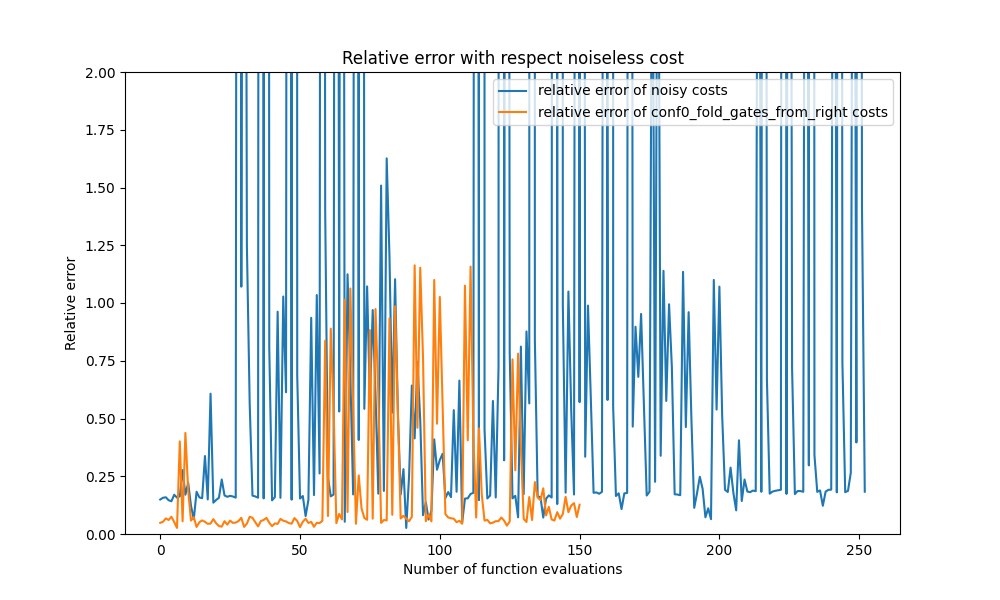 Relative error with respect noiseless cost
relative error of noisy costs
relative error of conf0_fold_gates_from_right costs
Relative error
2.00
1.75
1.50
1.25
1.00
0.75
0.50
0.25
0.00
0 50 100 150 200 250
Number of function evaluations